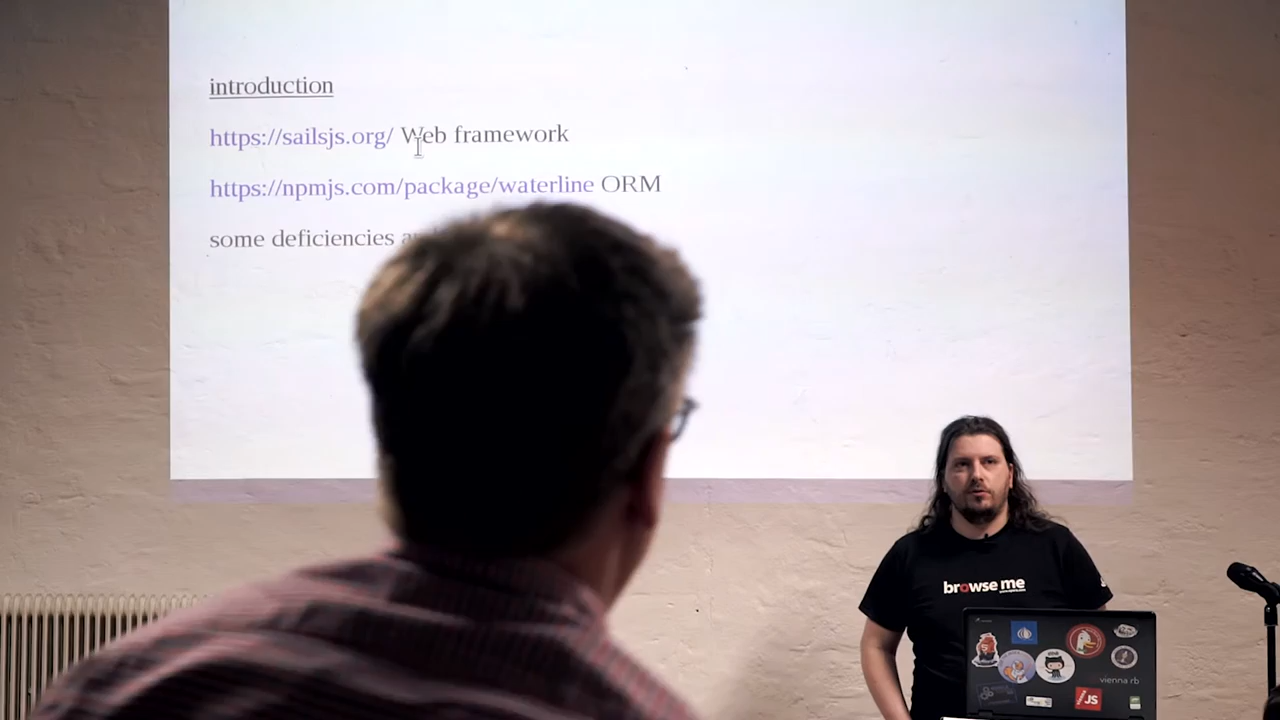 introduction
https://sailsjs.org/ Web framework
https://npmjs.com/package/waterline ORM
some deficiencies
browse me
vienna rb
JS